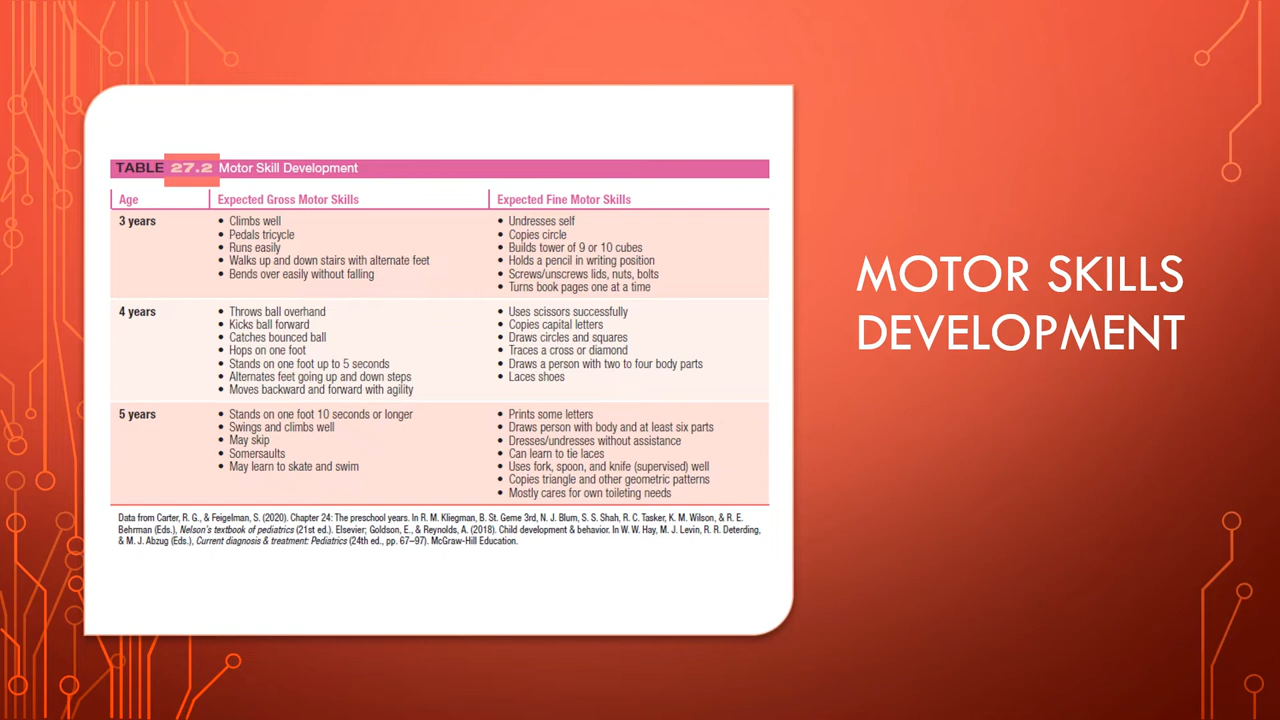 TABLE 27.2 Motor Skill Development
Age Expected Gross Motor Skills Expected Fine Motor Skills
3 years
• Climbs well
• Pedals tricycle
• Runs easily
• Walks up and down stairs with alternate feet
• Bends over easily without falling
• Undresses self
• Copies circle
• Builds tower of 9 or 10 cubes
• Holds a pencil in writing position
• Screws/unscrews lids, nuts, bolts
• Turns book pages one at a time
4 years
• Throws ball overhand
• Kicks ball forward
• Catches bounced ball
• Hops on one foot
• Stands on one foot up to 5 seconds
• Alternates feet going up and down steps
• Moves backward and forward with agility
• Uses scissors successfully
• Copies capital letters
• Draws circles and squares
• Traces a cross or diamond
• Draws a person with two to four body parts
• Laces shoes
5 years
• Stands on one foot 10 seconds or longer
• Swings and climbs well
• May skip
• Somersaults
• May learn to skate and swim
• Prints some letters
• Draws person with body and at least six parts
• Dresses/undresses without assistance
• Can learn to tie laces
• Uses fork, spoon, and knife (supervised) well
• Copies triangle and other geometric patterns
• Mostly cares for own toileting needs
Data from Carter, R. G., & Feigelman, S. (2020). Chapter 24: The preschool years. In R. M. Kliegman, B. St. Geme 3rd, N. J. Blum, S. S. Shah, R. C. Tasker, K. M. Wilson, & R. E.
Behrman (Eds.), Nelson's textbook of pediatrics (21st ed.). Elsevier; Goldson, E., & Reynolds, A. (2018). Child development & behavior. In W. W. Hay, M. J. Levin, R. R. Deterding,
& M. J. Abzug (Eds.), Current diagnosis & treatment: Pediatrics (24th ed., pp. 67–97). McGraw-Hill Education.
MOTOR SKILLS
DEVELOPMENT